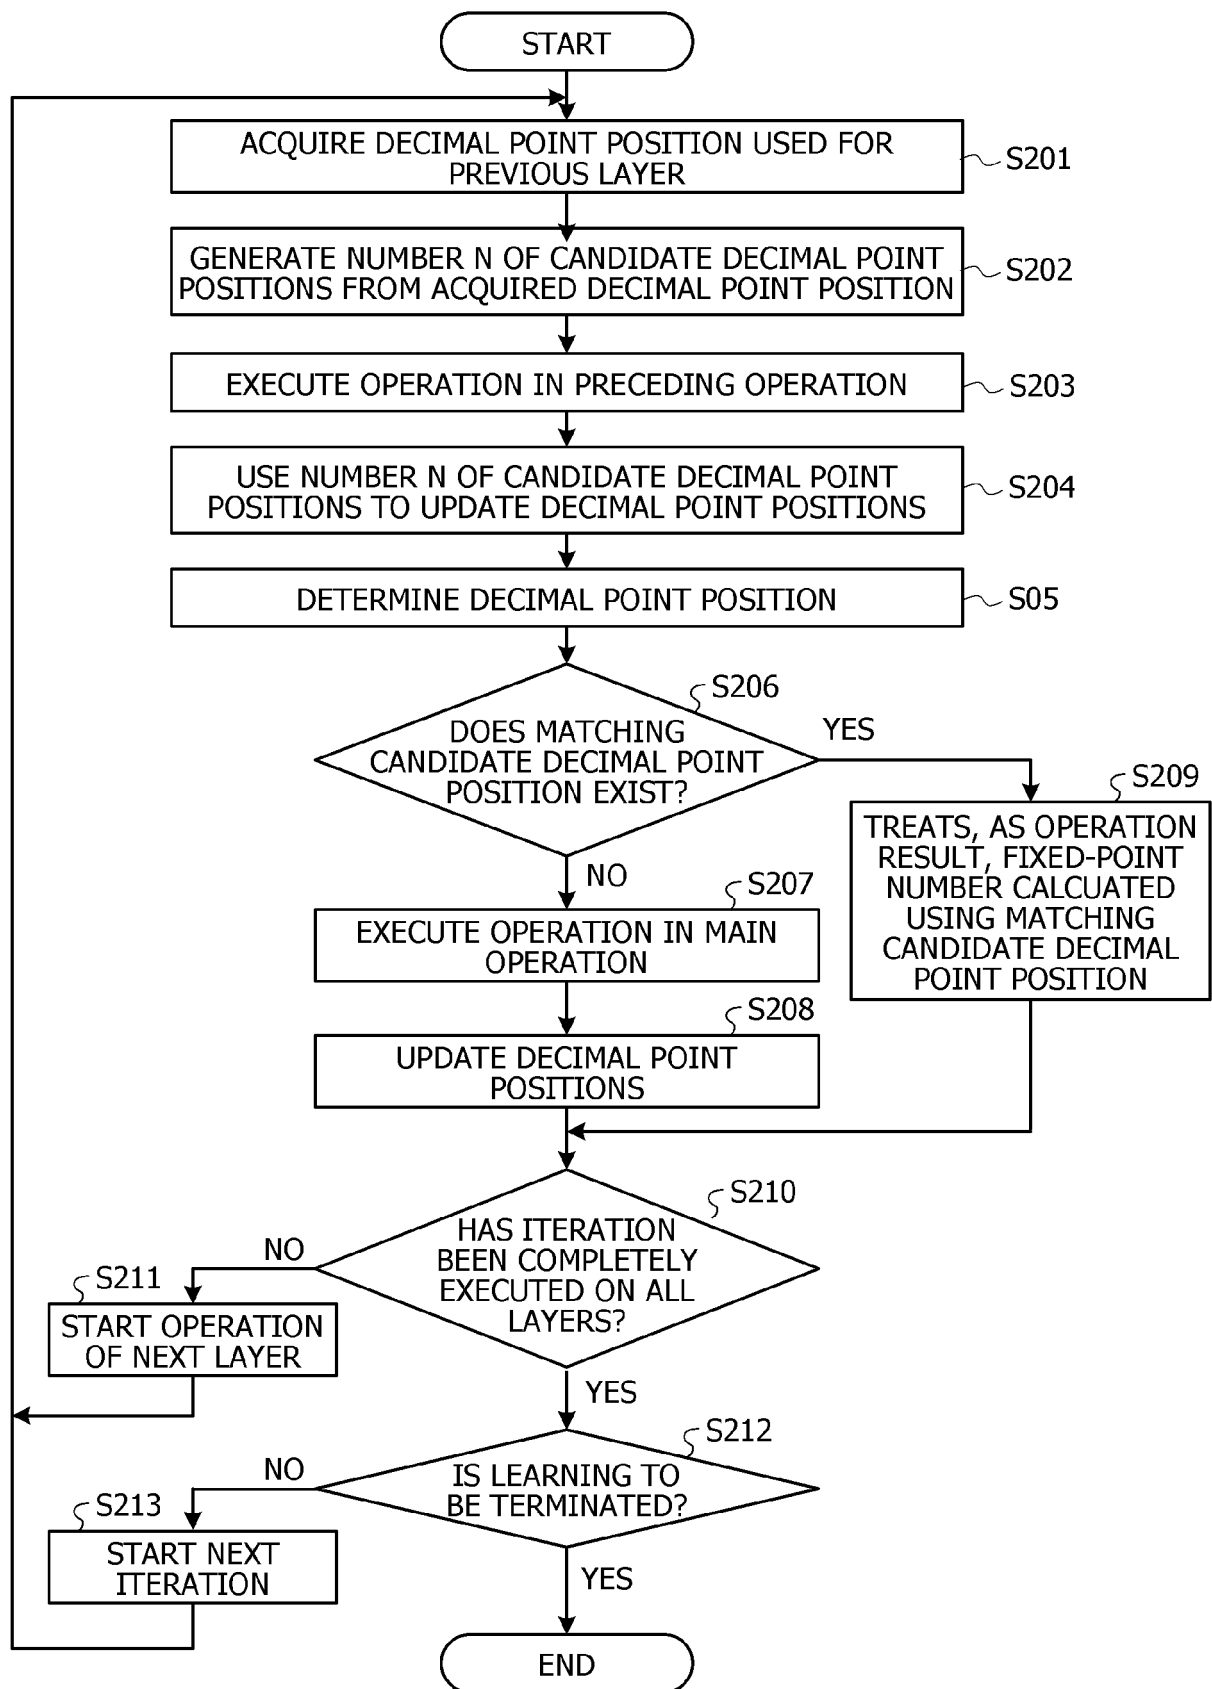 START
ACQUIRE DECIMAL POINT POSITION USED FOR
PREVIOUS LAYER
S201
GENERATE NUMBER N OF CANDIDATE DECIMAL POINT
POSITIONS FROM ACQUIRED DECIMAL POINT POSITION
S202
EXECUTE OPERATION IN PRECEDING OPERATION
S203
USE NUMBER N OF CANDIDATE DECIMAL POINT
POSITIONS TO UPDATE DECIMAL POINT POSITIONS
S204
DETERMINE DECIMAL POINT POSITION
S05
S206
DOES MATCHING
CANDIDATE DECIMAL POINT
POSITION EXIST?
YES
NO
S209
TREATS, AS OPERATION
RESULT, FIXED-POINT
NUMBER CALCUATED
USING MATCHING
CANDIDATE DECIMAL
POINT POSITION
S207
EXECUTE OPERATION IN MAIN
OPERATION
S208
UPDATE DECIMAL POINT
POSITIONS
S210
HAS ITERATION
BEEN COMPLETELY
EXECUTED ON ALL
LAYERS?
NO
S211
START OPERATION
OF NEXT LAYER
YES
S212
IS LEARNING TO
BE TERMINATED?
NO
S213
START NEXT
ITERATION
YES
END